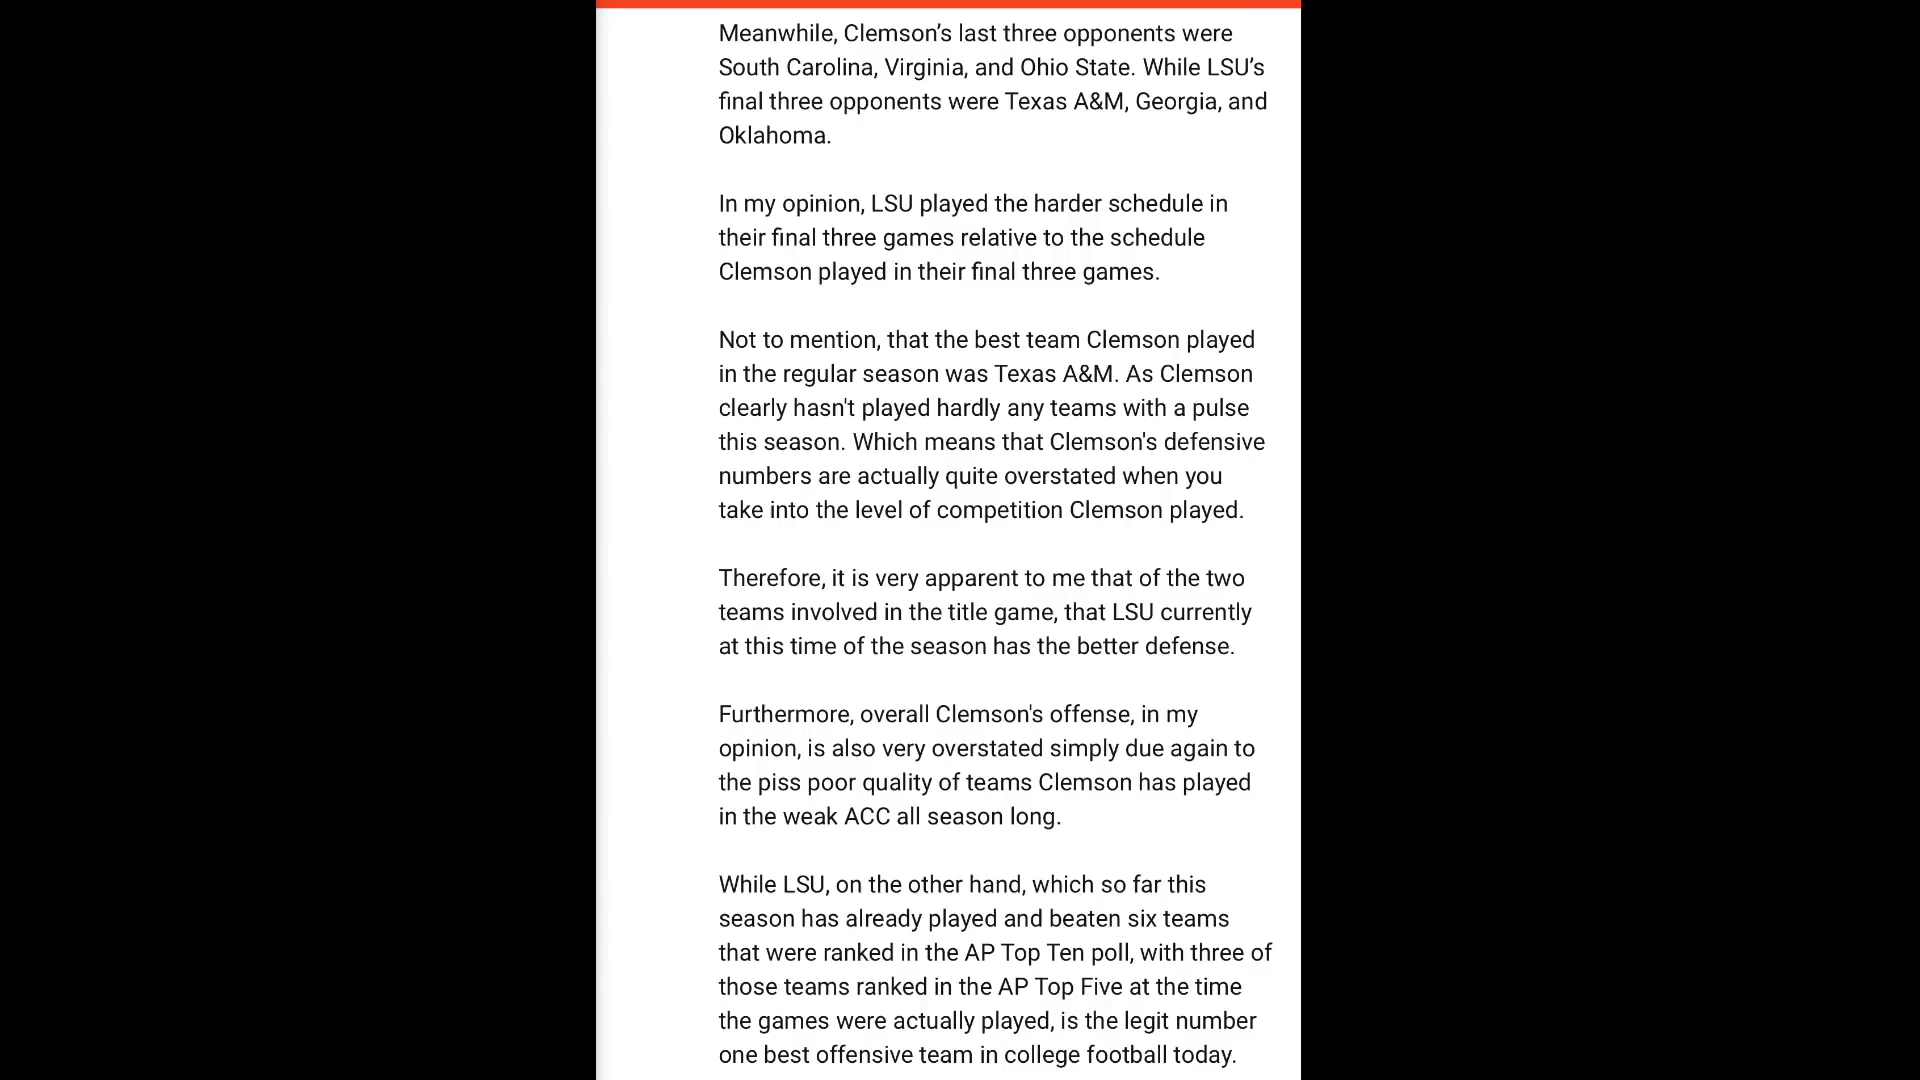 Meanwhile, Clemson’s last three opponents were
South Carolina, Virginia, and Ohio State. While LSU’s
final three opponents were Texas A&M, Georgia, and
Oklahoma.
In my opinion, LSU played the harder schedule in
their final three games relative to the schedule
Clemson played in their final three games.
Not to mention, that the best team Clemson played
in the regular season was Texas A&M. As Clemson
clearly hasn't played hardly any teams with a pulse
this season. Which means that Clemson's defensive
numbers are actually quite overstated when you
take into the level of competition Clemson played.
Therefore, it is very apparent to me that of the two
teams involved in the title game, that LSU currently
at this time of the season has the better defense.
Furthermore, overall Clemson's offense, in my
opinion, is also very overstated simply due again to
the piss poor quality of teams Clemson has played
in the weak ACC all season long.
While LSU, on the other hand, which so far this
season has already played and beaten six teams
that were ranked in the AP Top Ten poll, with three of
those teams ranked in the AP Top Five at the time
the games were actually played, is the legit number
one best offensive team in college football today.